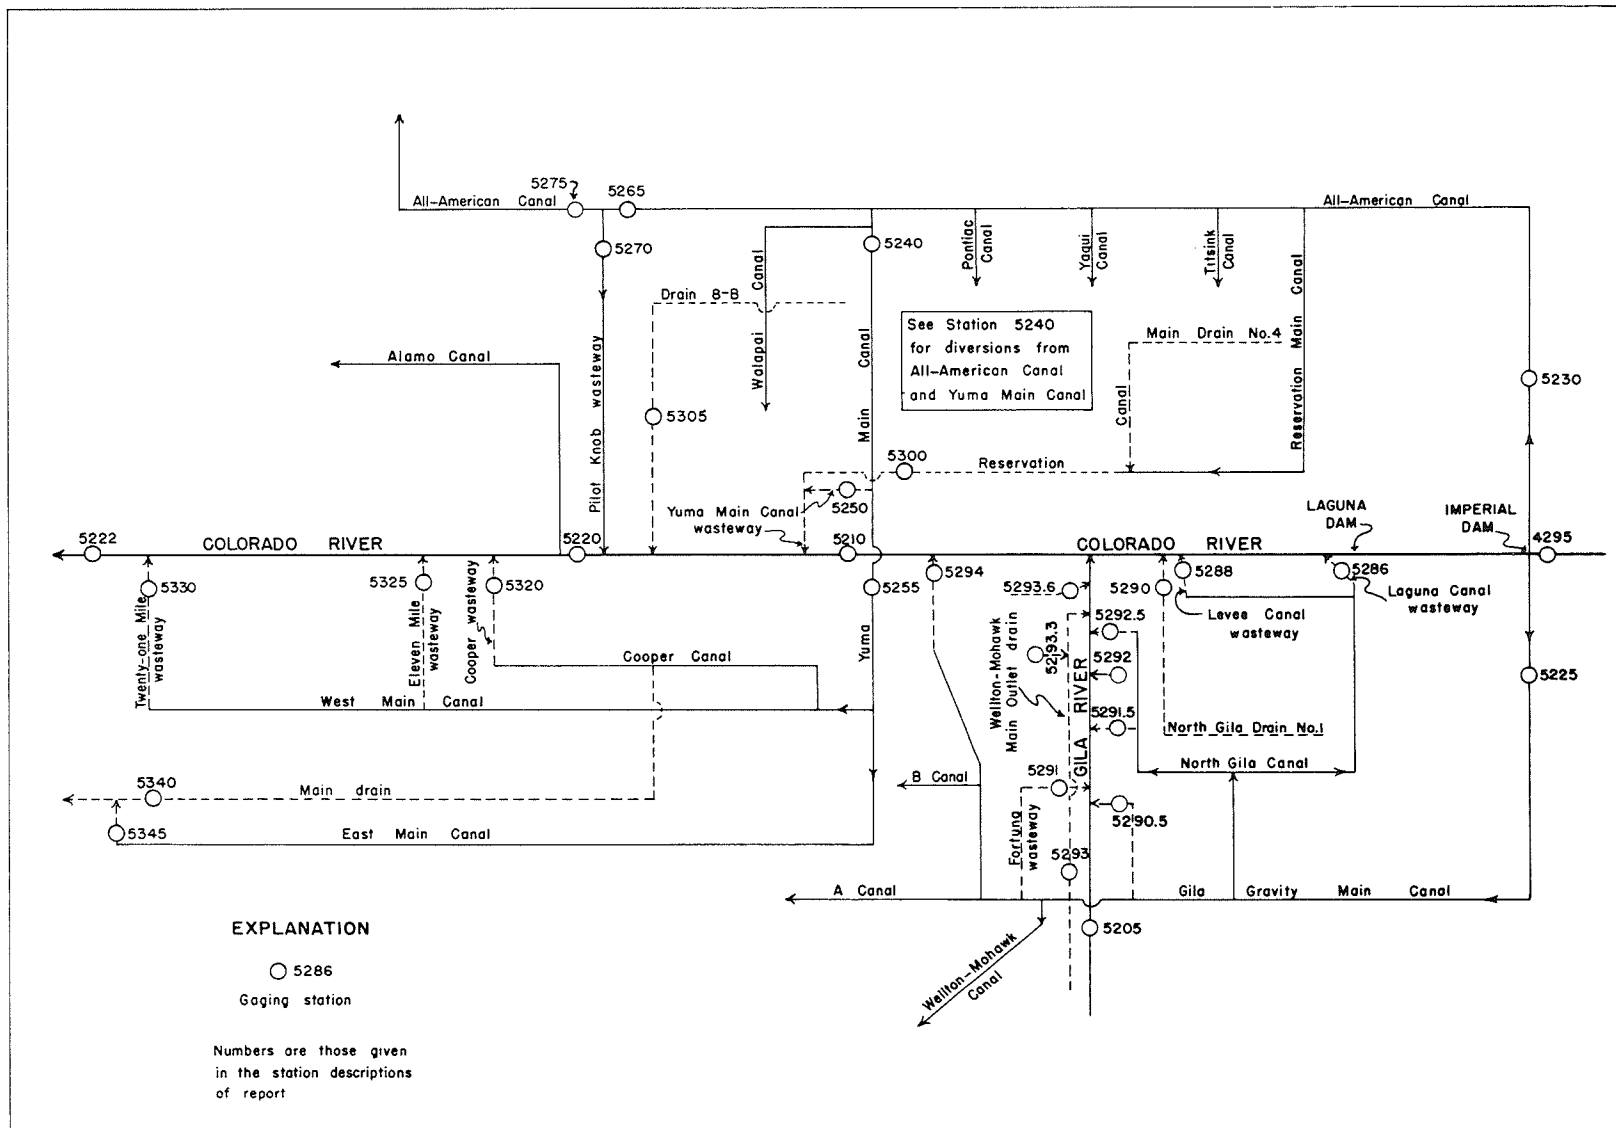 5275
5265
All-American Canal
All-American Canal
5270
5240
Pontiac
Canal
Yaqui
Canal
Titsink
Canal
Reservation Main Canal
Walapai Canal
Drain 8-B
Main Canal
See Station 5240
for diversions from
All-American Canal
and Yuma Main Canal
Main Drain No.4
Canal
Alamo Canal
Pilot Knob wasteway
5305
5230
5300
Reservation
5250
Yuma Main Canal
wasteway
LAGUNA
DAM
IMPERIAL
DAM
5222
COLORADO RIVER
5220
5210
COLORADO RIVER
4295
5330
5325
5320
5255
5294
5293.6
5290
5288
5286
Laguna Canal
wasteway
Levee Canal
wasteway
Twenty-one Mile
wasteway
Eleven Mile
wasteway
Cooper wasteway
Cooper Canal
Yuma
Wellton-Mohawk
Main Outlet drain
5293.3
5292.5
5292
5225
GILA RIVER
West Main Canal
5291.5
North Gila Drain No.1
North Gila Canal
5340
Main drain
B Canal
5291
5290.5
5345
East Main Canal
Fortuna
wasteway
5293
A Canal
Gila Gravity Main Canal
5205
Wellton-Mohawk
Canal
EXPLANATION
5286
Gaging station
Numbers are those given
in the station descriptions
of report